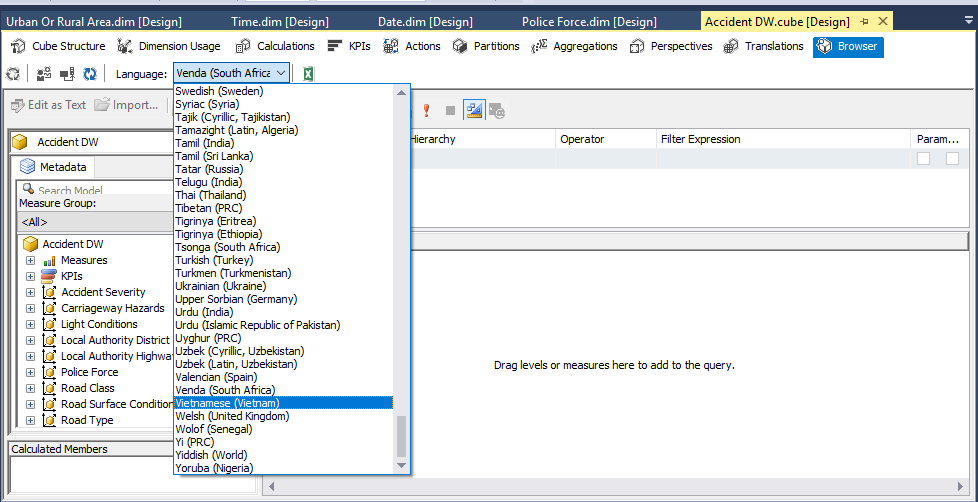 Urban Or Rural Area.dim [Design] Time.dim [Design] Date.dim [Design] Police Force.dim [Design] Accident DW.cube [Design]
Cube Structure Dimension Usage Calculations KPIs Actions Partitions Aggregations Perspectives Translations Browser
Language: Venda (South Africa
Swedish (Sweden)
Syriac (Syria)
Tajik (Cyrillic, Tajikistan)
Tamazight (Latin, Algeria)
Tamil (India)
Tamil (Sri Lanka)
Tatar (Russia)
Telugu (India)
Thai (Thailand)
Tibetan (PRC)
Tigrinya (Eritrea)
Tigrinya (Ethiopia)
Tsonga (South Africa)
Turkish (Turkey)
Turkmen (Turkmenistan)
Ukrainian (Ukraine)
Upper Sorbian (Germany)
Urdu (India)
Urdu (Islamic Republic of Pakistan)
Uyghur (PRC)
Uzbek (Cyrillic, Uzbekistan)
Uzbek (Latin, Uzbekistan)
Valencian (Spain)
Venda (South Africa)
Vietnamese (Vietnam)
Welsh (United Kingdom)
Wolof (Senegal)
Yi (PRC)
Yiddish (World)
Yoruba (Nigeria)
Edit as Text Import...
Accident DW
Metadata
Search Model
Measure Group:
<All>
Accident DW
Measures
KPIs
Accident Severity
Carriageway Hazards
Light Conditions
Local Authority District
Local Authority Highwa
Police Force
Road Class
Road Surface Condition
Road Type
Calculated Members
Hierarchy Operator Filter Expression Param...
Drag levels or measures here to add to the query.